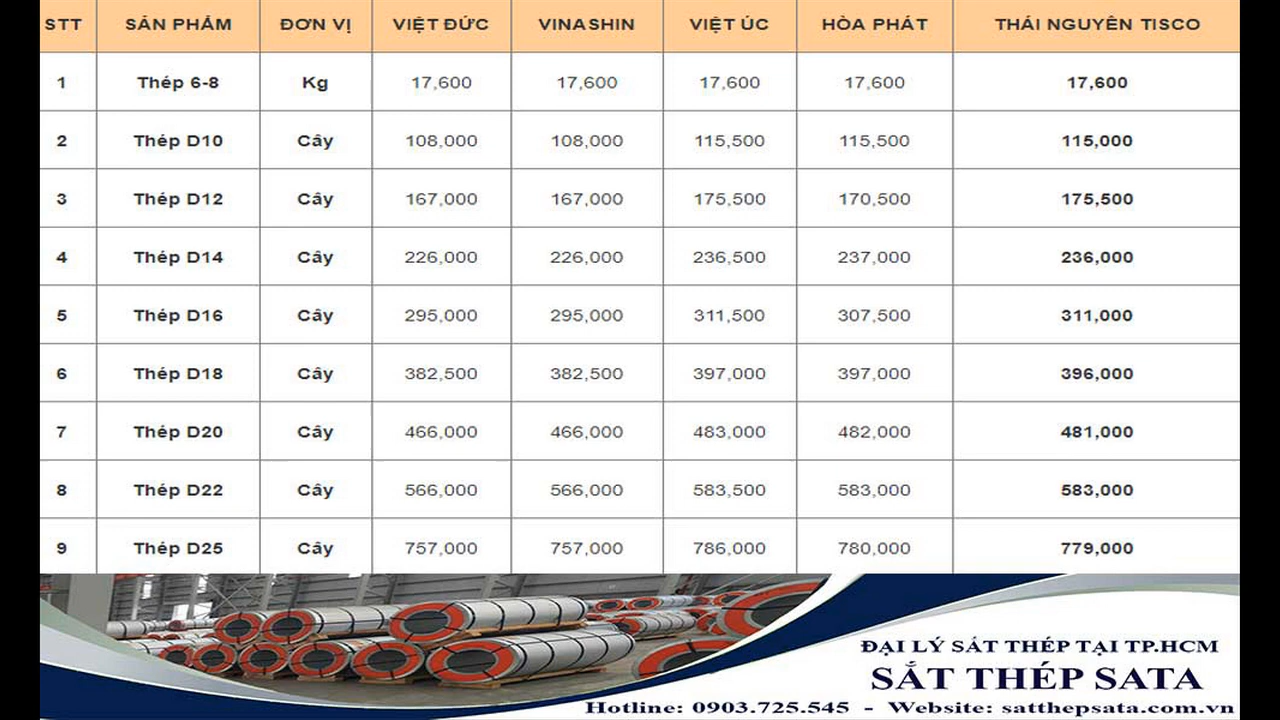 STT SẢN PHẨM ĐƠN VỊ VIỆT ĐỨC VINASHIN VIỆT ÚC HÒA PHÁT THÁI NGUYÊN TISCO
1 Thép 6-8 Kg 17,600 17,600 17,600 17,600 17,600
2 Thép D10 Cây 108,000 108,000 115,500 115,500 115,000
3 Thép D12 Cây 167,000 167,000 175,500 170,500 175,500
4 Thép D14 Cây 226,000 226,000 236,500 237,000 236,000
5 Thép D16 Cây 295,000 295,000 311,500 307,500 311,000
6 Thép D18 Cây 382,500 382,500 397,000 397,000 396,000
7 Thép D20 Cây 466,000 466,000 483,000 482,000 481,000
8 Thép D22 Cây 566,000 566,000 583,500 583,000 583,000
9 Thép D25 Cây 757,000 757,000 786,000 780,000 779,000
ĐẠI LÝ SẮT THÉP TẠI TP.HCM
SẮT THÉP SATA
Hotline: 0903.725.545 - Website: satthepsata.com.vn